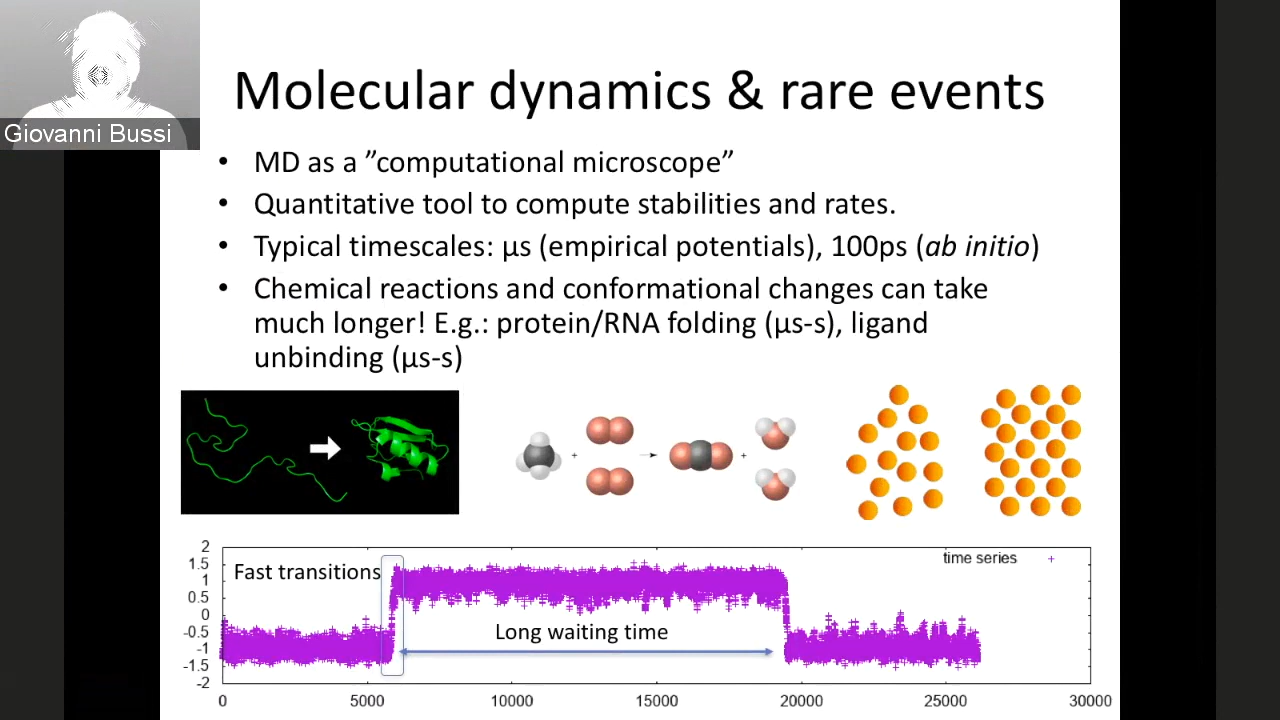 Giovanni Bussi
Molecular dynamics & rare events
• MD as a ”computational microscope”
• Quantitative tool to compute stabilities and rates.
• Typical timescales: µs (empirical potentials), 100ps (ab initio)
• Chemical reactions and conformational changes can take
much longer! E.g.: protein/RNA folding (µs-s), ligand
unbinding (µs-s)
+
+
2
1.5
1
0.5
0
-0.5
-1
-1.5
-2
Fast transitions
time series
Long waiting time
0 5000 10000 15000 20000 25000 30000